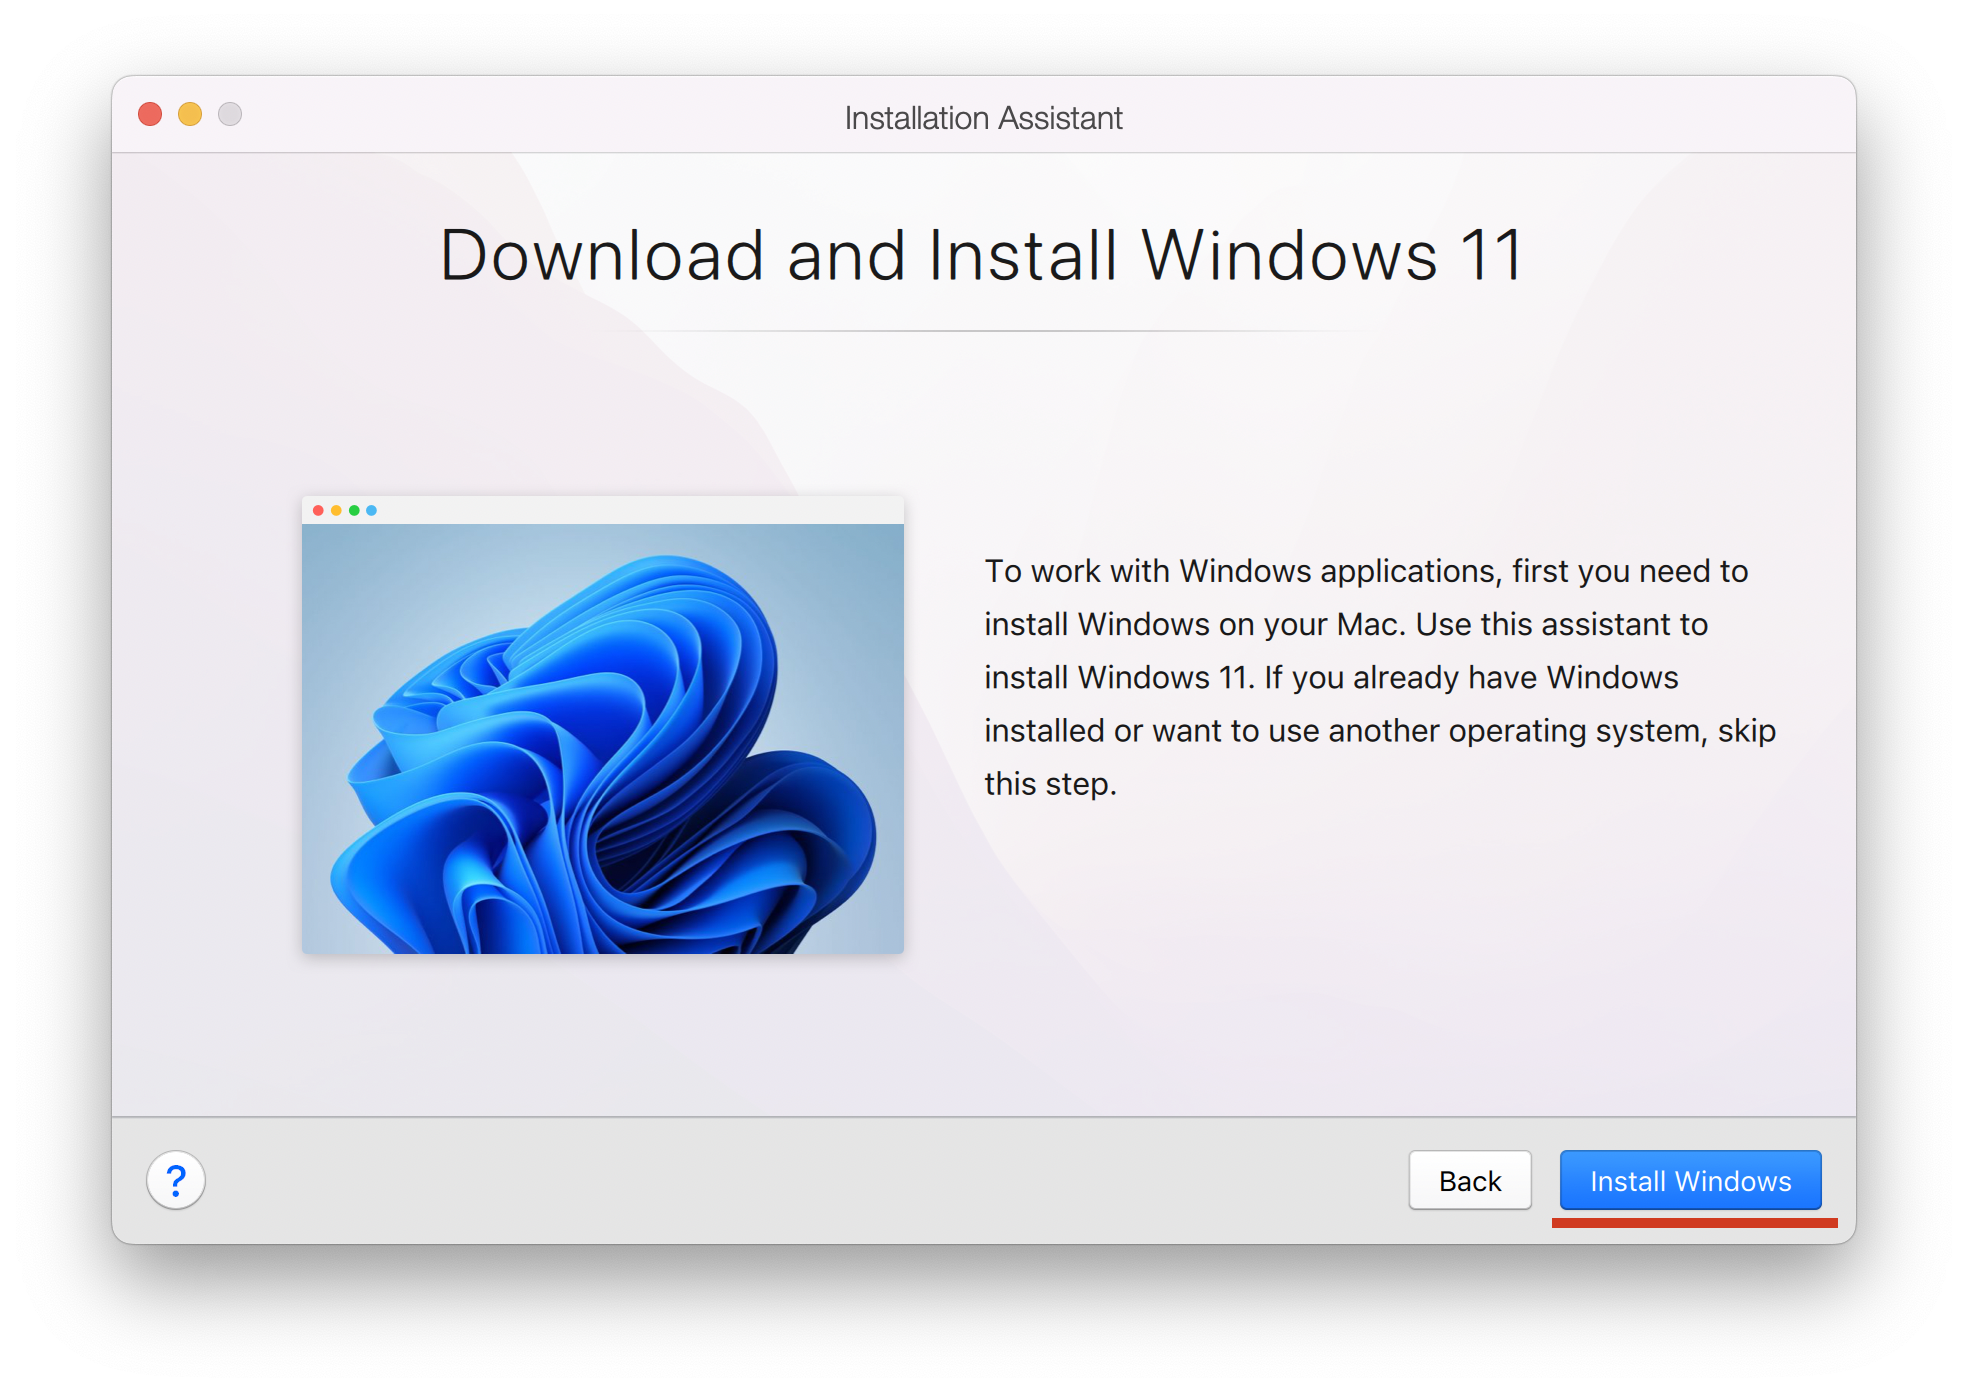 Installation Assistant
Download and Install Windows 11
To work with Windows applications, first you need to
install Windows on your Mac. Use this assistant to
install Windows 11. If you already have Windows
installed or want to use another operating system, skip
this step.
?
Back
Install Windows